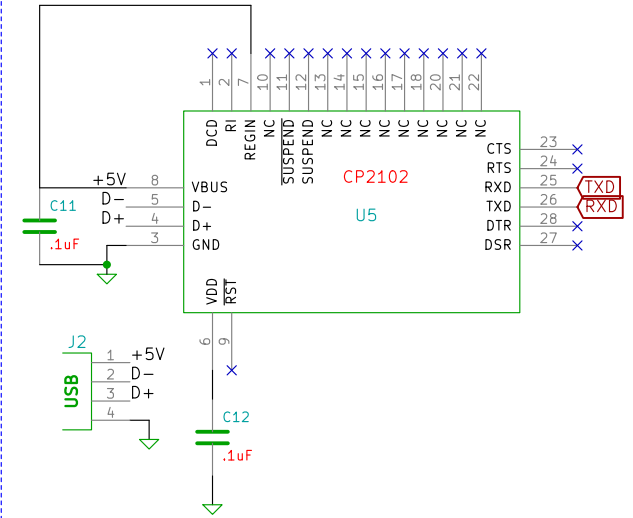 1 2 7 10 11 12 13 14 15 16 17 18 20 21 22
DCD RI REGIN NC SUSPEND SUSPEND NC NC NC NC NC NC NC NC NC
CTS 23
RTS 24
+5V 8 VBUS CP2102 RXD 25 TXD
C11 D- 5 D- U5 TXD 26 RXD
D+ 4 D+ DTR 28
.1uF 3 GND DSR 27
VDD RST
6 9
J2
USB
1 +5V
2 D-
3 D+
4
C12
.1uF